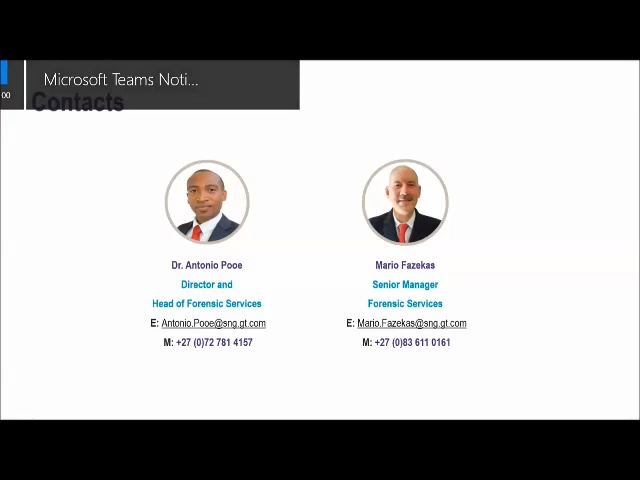 Microsoft Teams Noti...
00
Contacts
Dr. Antonio Pooe
Director and
Head of Forensic Services
E: Antonio.Pooe@sng.gt.com
M: +27 (0)72 781 4157
Mario Fazekas
Senior Manager
Forensic Services
E: Mario.Fazekas@sng.gt.com
M: +27 (0)83 611 0161